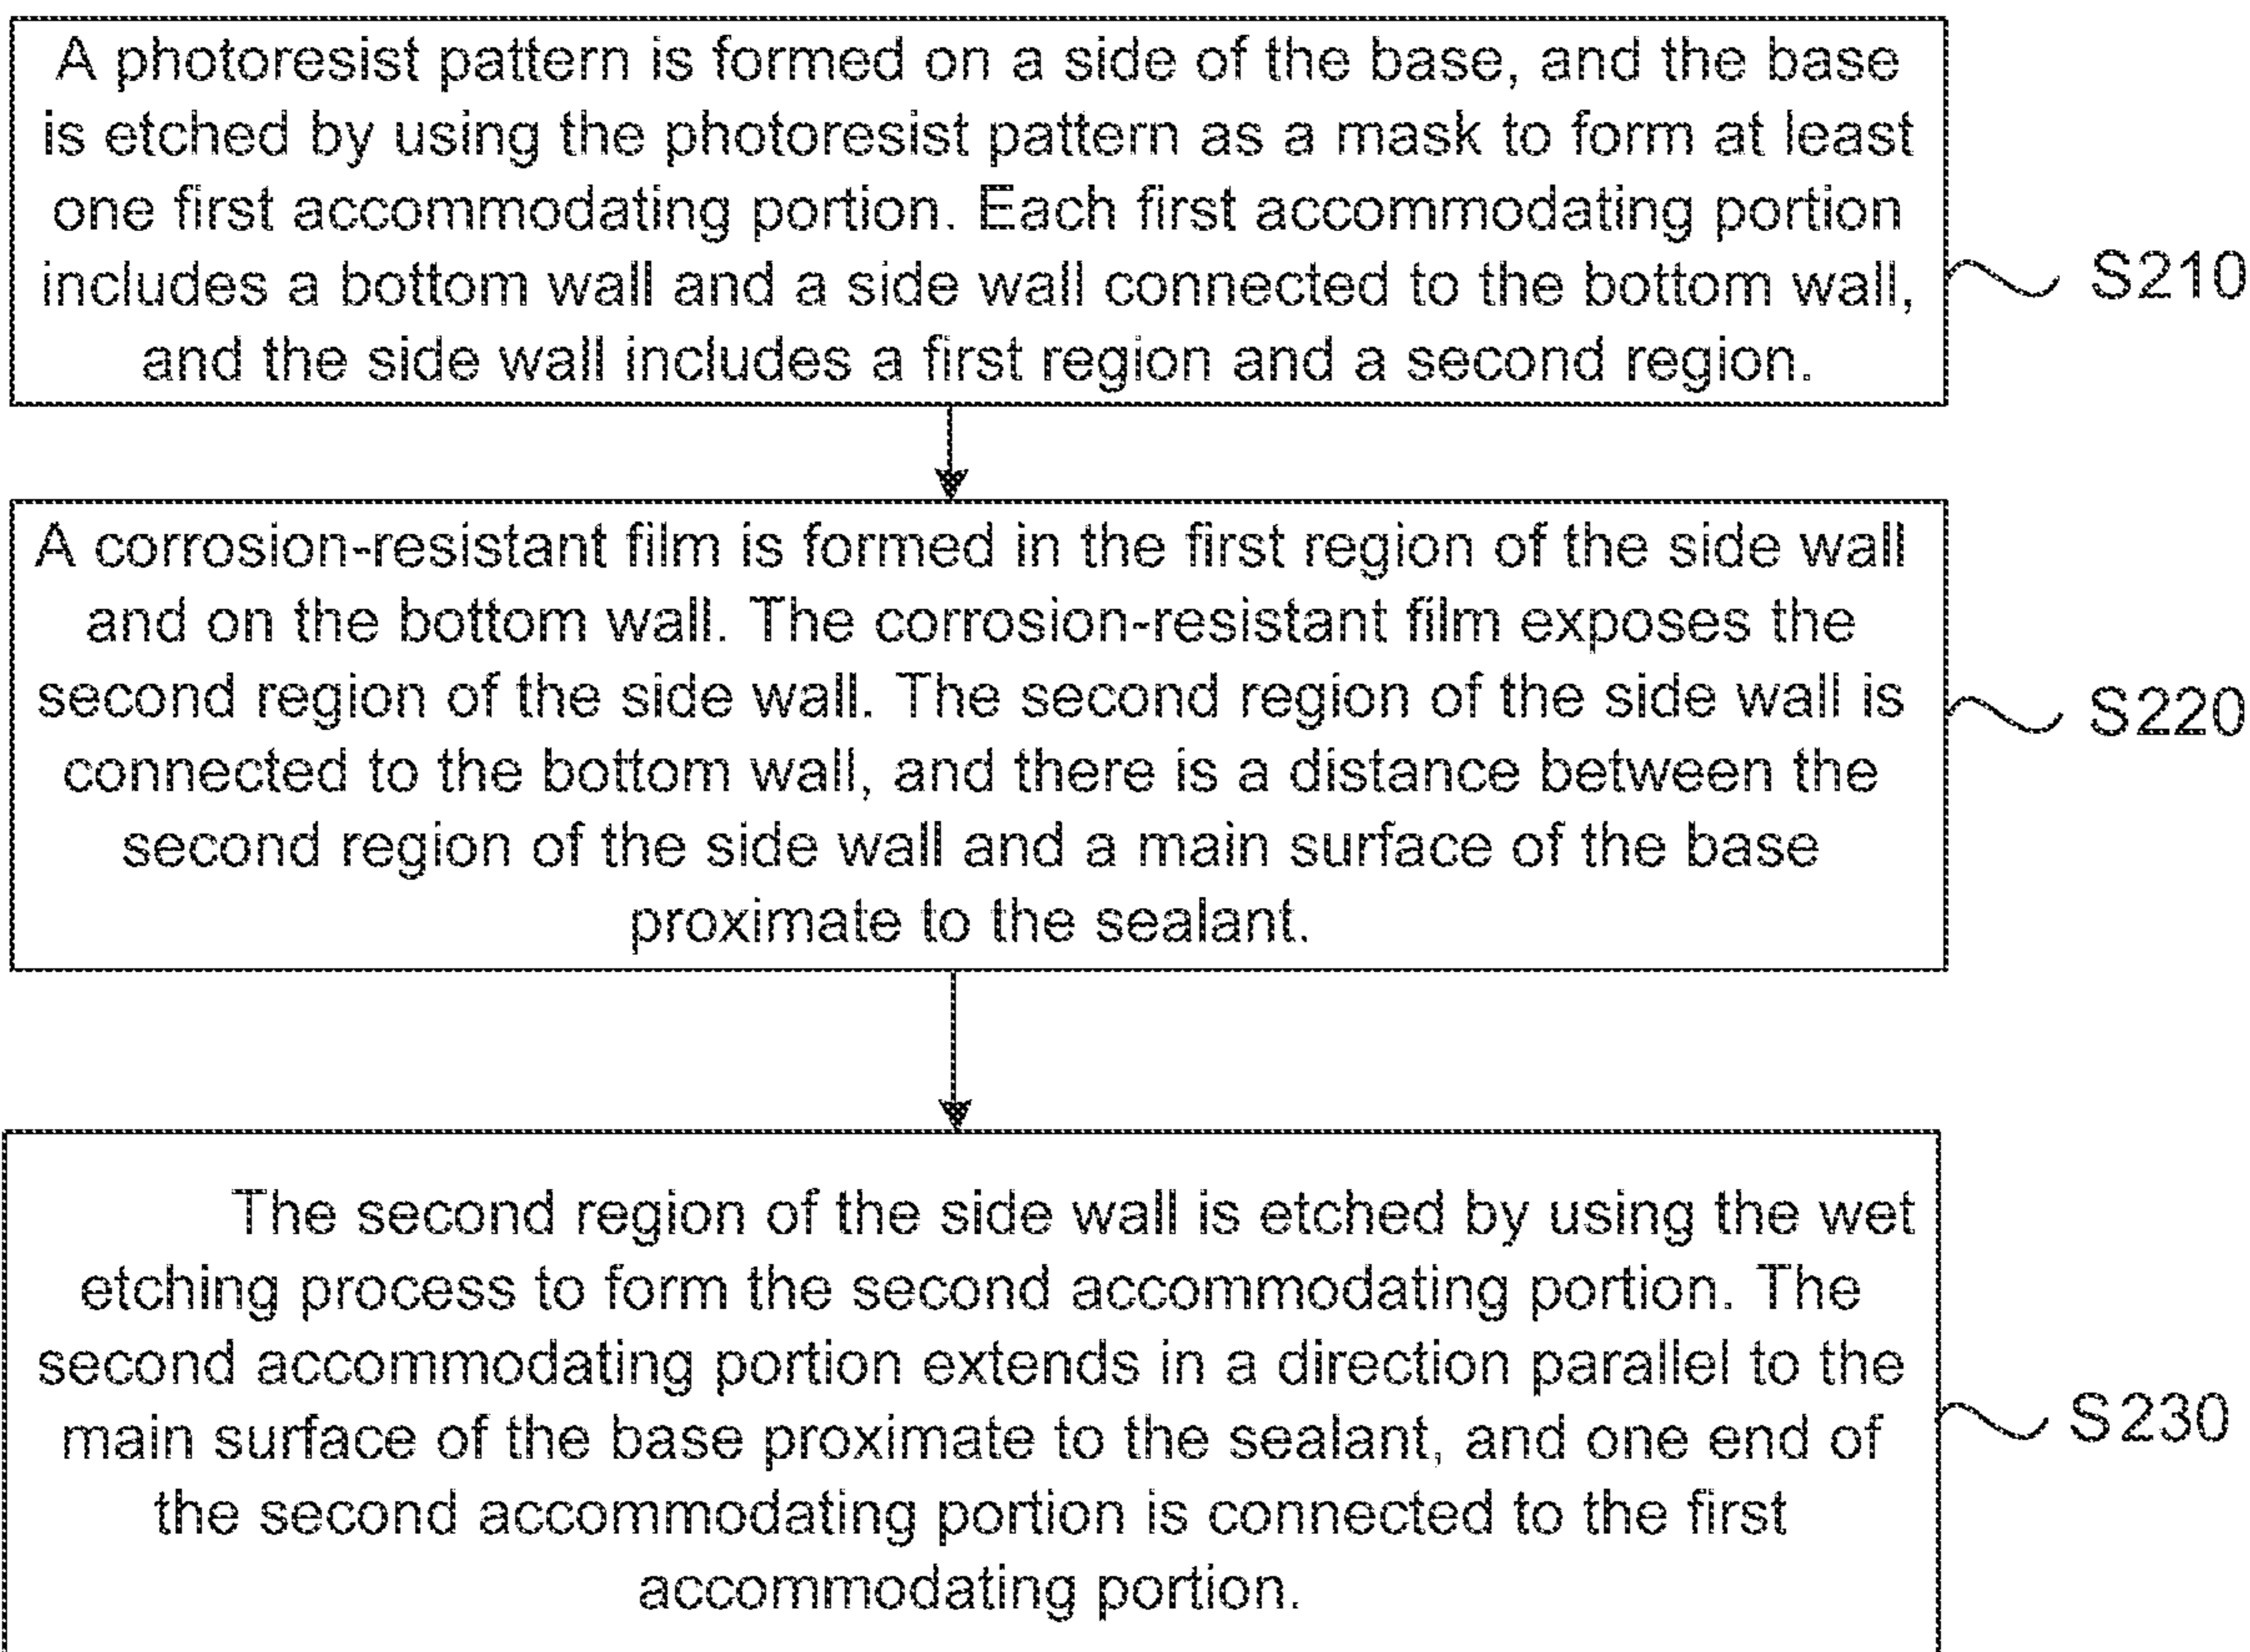 A photoresist pattern is formed on a side of the base, and the base
is etched by using the photoresist pattern as a mask to form at least
one first accommodating portion. Each first accommodating portion
includes a bottom wall and a side wall connected to the bottom wall,
and the side wall includes a first region and a second region.
S210
A corrosion-resistant film is formed in the first region of the side wall
and on the bottom wall. The corrosion-resistant film exposes the
second region of the side wall. The second region of the side wall is
connected to the bottom wall, and there is a distance between the
second region of the side wall and a main surface of the base
proximate to the sealant.
S220
The second region of the side wall is etched by using the wet
etching process to form the second accommodating portion. The
second accommodating portion extends in a direction parallel to the
main surface of the base proximate to the sealant, and one end of
the second accommodating portion is connected to the first
accommodating portion.
S230